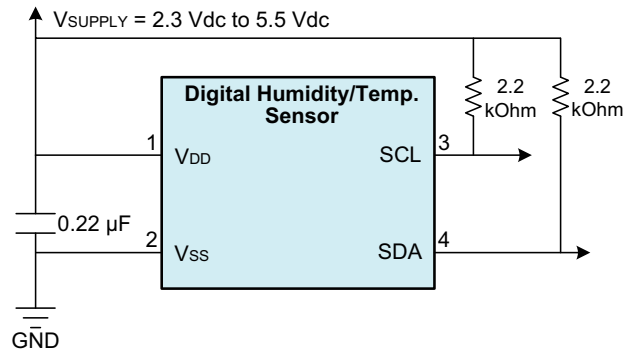 VSUPPLY = 2.3 Vdc to 5.5 Vdc
Digital Humidity/Temp.
Sensor
2.2
kOhm
2.2
kOhm
1
VDD
SCL
3
0.22 µF
2
VSS
SDA
4
GND